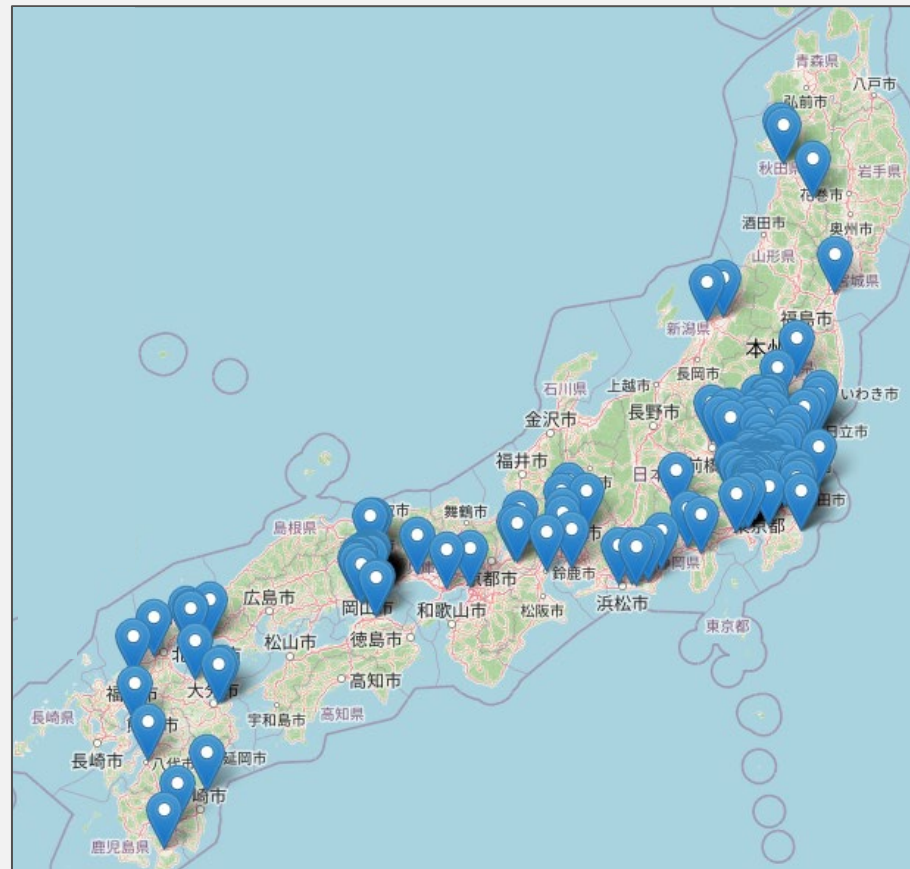 青森県
八戸市
弘前市
秋田県
岩手県
花巻市
奥州市
酒田市
山形県
宮城県
福島市
新潟県
本州
長岡市
石川県
上越市
いわき市
長野市
金沢市
日立市
福井市
前橋
日本
田市
舞鶴市
島根県
東京都
鈴鹿市
京都市
岡県
岡山市
広島市
和歌山市
浜松市
松阪市
徳島市
松山市
東京都
高知市
大分市
長崎県
宇和島市
高知県
長崎市
八代市
延岡市
崎市
鹿児島県